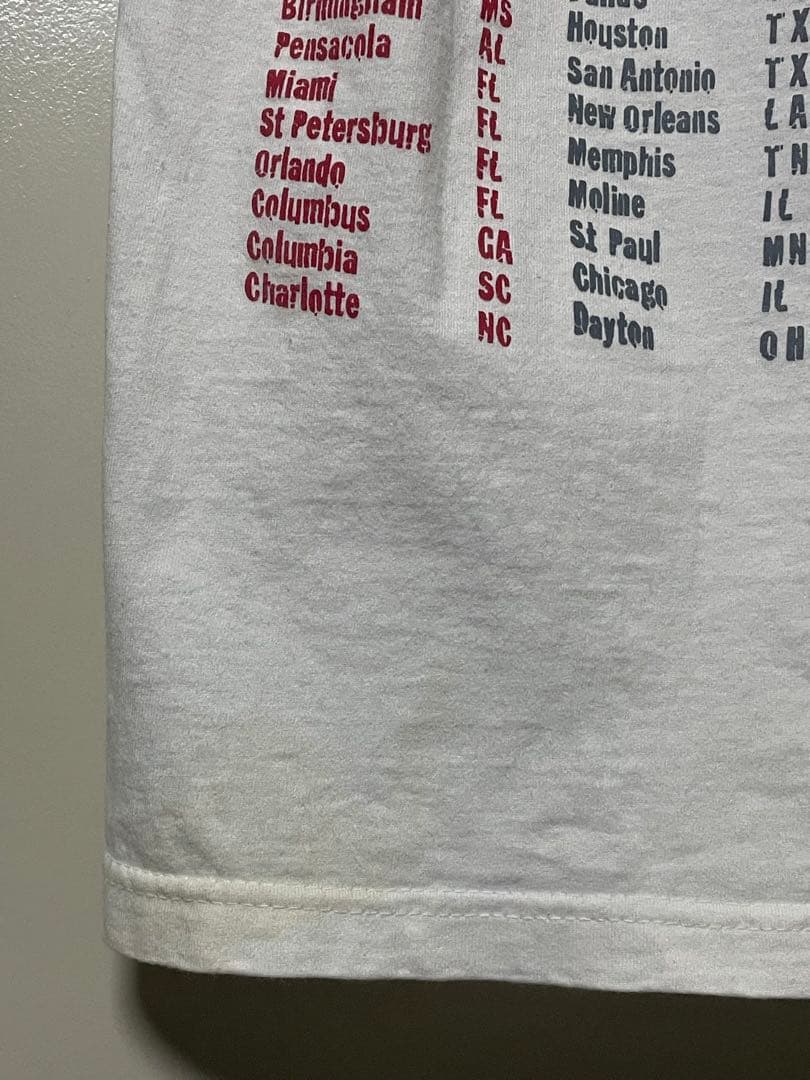 MS
Birmingham AL
Pensacola FL
Miami FL
St Petersburg FL
Orlando FL
Columbus GA
Columbia SC
Charlotte NC
Houston TX
San Antonio TX
New Orleans LA
Memphis TN
Moline IL
St Paul MN
Chicago IL
Dayton OH